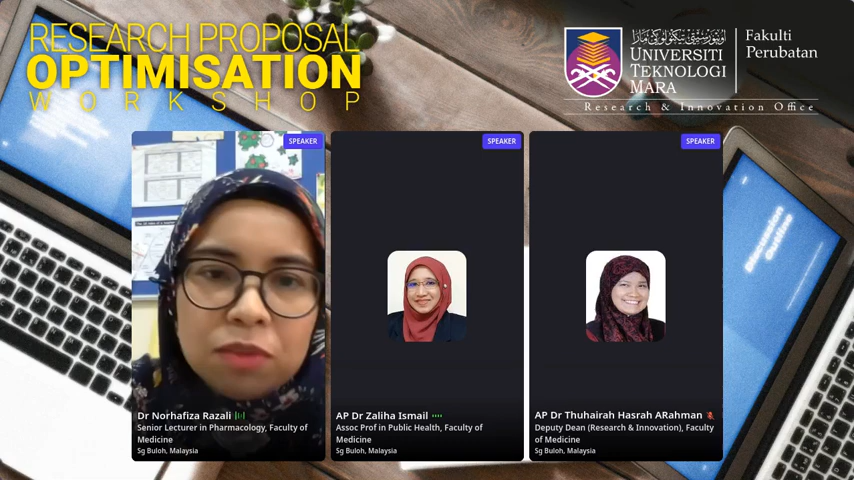 RESEARCH PROPOSAL
OPTIMISATION
WORKSHOP
UNIVERSITI
TEKNOLOGI
MARA
Fakulti
Perubatan
Research & Innovation Office
SPEAKER
SPEAKER
SPEAKER
Discussion
Outline
Dr Norhafiza Razali
Senior Lecturer in Pharmacology, Faculty of
Medicine
Sg Buloh, Malaysia
AP Dr Zaliha Ismail
Assoc Prof in Public Health, Faculty of
Medicine
Sg Buloh, Malaysia
AP Dr Thuhairah Hasrah ARahman
Deputy Dean (Research & Innovation), Faculty
of Medicine
Sg Buloh, Malaysia